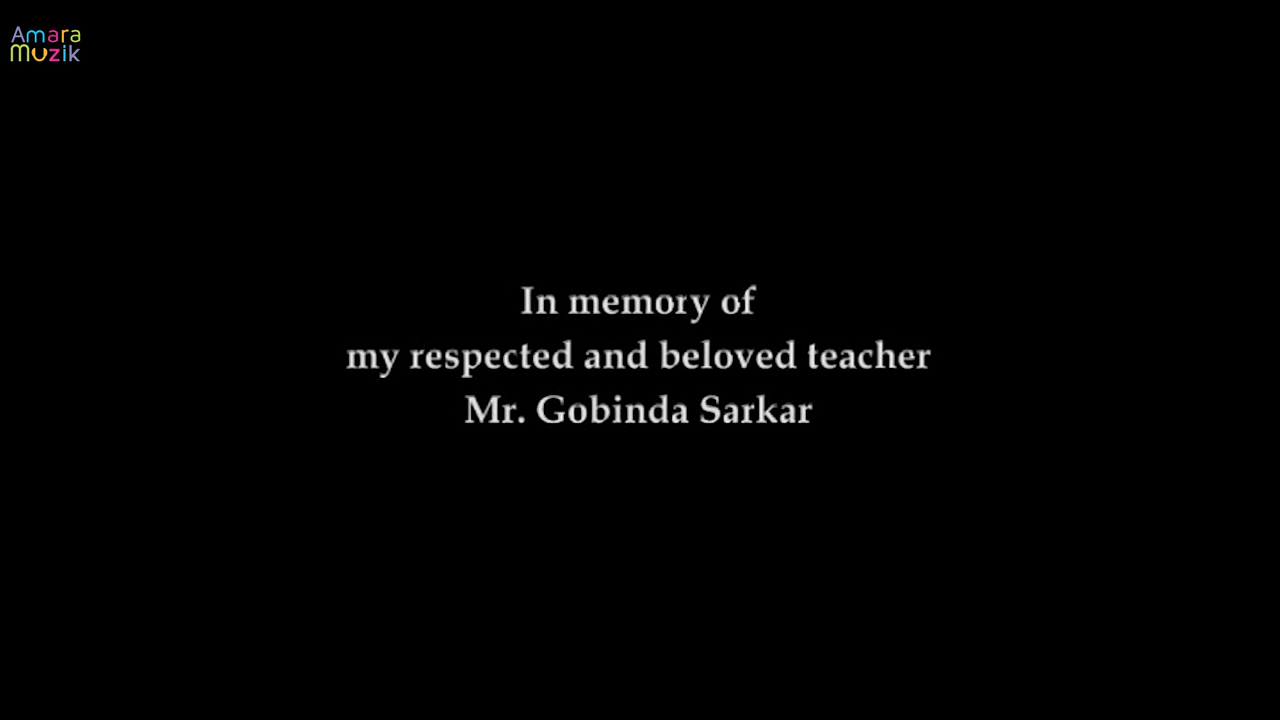 Amara
Muzik
In memory of
my respected and beloved teacher
Mr. Gobinda Sarkar